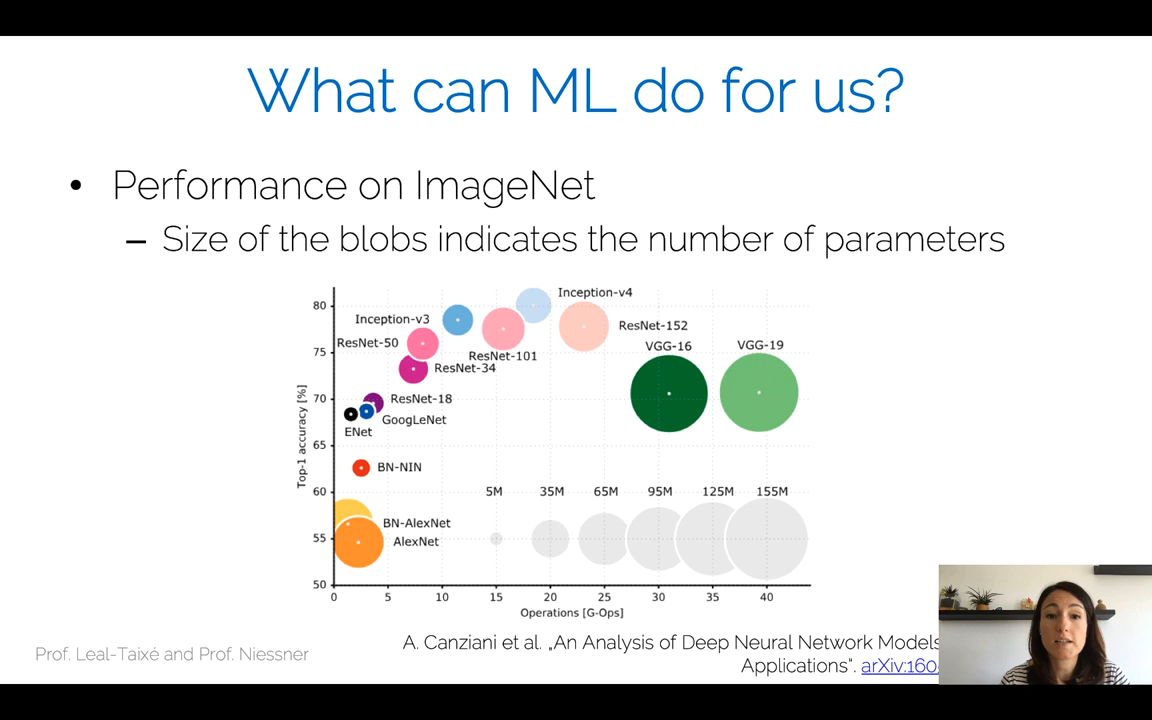 What can ML do for us?
• Performance on ImageNet
– Size of the blobs indicates the number of parameters
80
75
70
65
60
55
50
Top-1 accuracy [%]
Inception-v4
Inception-v3
ResNet-152
ResNet-50
VGG-16
VGG-19
ResNet-101
ResNet-34
ResNet-18
GoogLeNet
ENet
BN-NIN
5M 35M 65M 95M 125M 155M
BN-AlexNet
AlexNet
0 5 10 15 20 25 30 35 40
Operations [G-Ops]
A. Canziani et al. „An Analysis of Deep Neural Network Models
Prof. Leal-Taixé and Prof. Niessner
Applications“. arXiv:160